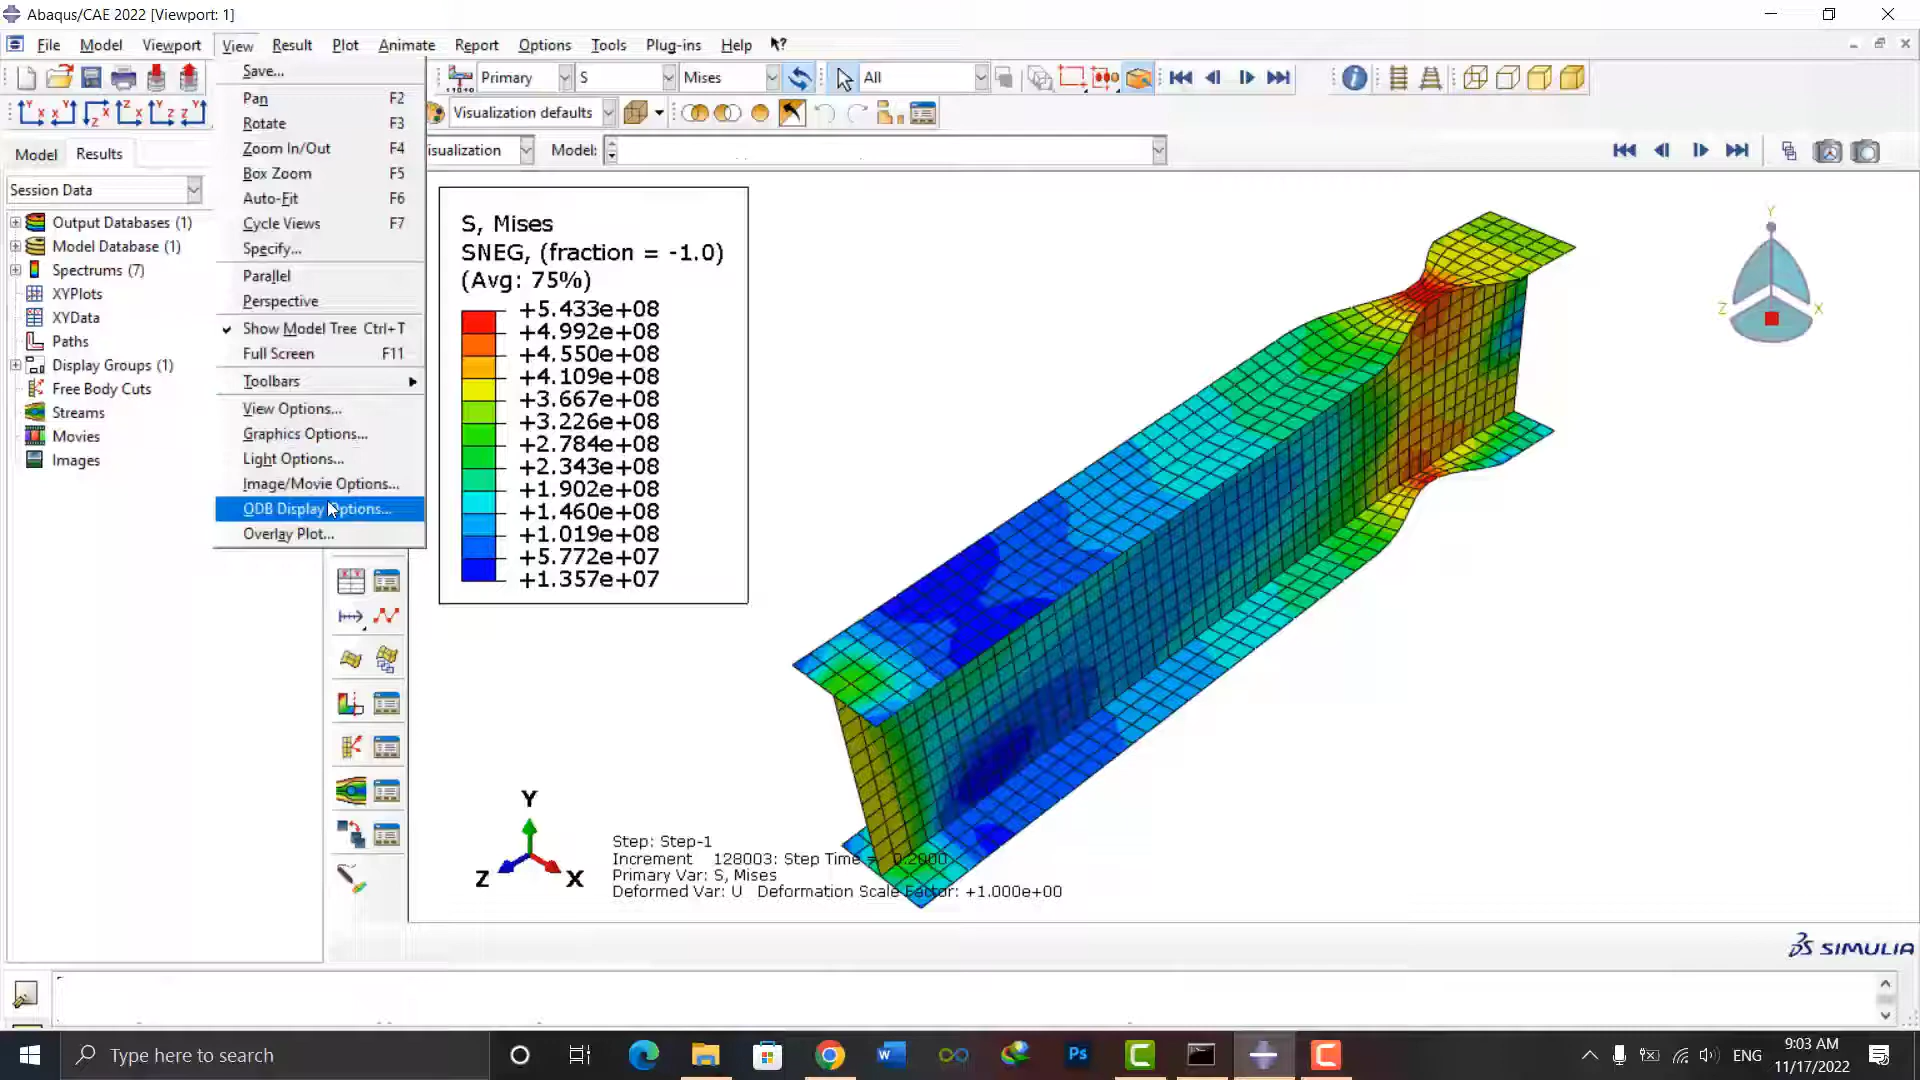 Abaqus/CAE 2022 [Viewport: 1]
File Model Viewport View Result Plot Animate Report Options Tools Plug-ins Help
Primary S Mises All
Visualization defaults
isualization Model:
Model Results
Session Data
Output Databases (1)
Model Database (1)
Spectrums (7)
XYPlots
XYData
Paths
Display Groups (1)
Free Body Cuts
Streams
Movies
Images
Save...
Pan F2
Rotate F3
Zoom In/Out F4
Box Zoom F5
Auto-Fit F6
Cycle Views F7
Specify...
Parallel
Perspective
Show Model Tree Ctrl+T
Full Screen F11
Toolbars
View Options...
Graphics Options...
Light Options...
Image/Movie Options...
ODB Display Options...
Overlay Plot...
S, Mises
SNEG, (fraction = -1.0)
(Avg: 75%)
+5.433e+08
+4.992e+08
+4.550e+08
+4.109e+08
+3.667e+08
+3.226e+08
+2.784e+08
+2.343e+08
+1.902e+08
+1.460e+08
+1.019e+08
+5.772e+07
+1.357e+07
Y
Z X
Y
Z X
Step: Step-1
Increment 128003: Step Time = 0.2000
Primary Var: S, Mises
Deformed Var: U Deformation Scale Factor: +1.000e+00
SIMULIA
Type here to search
ENG
9:03 AM
11/17/2022